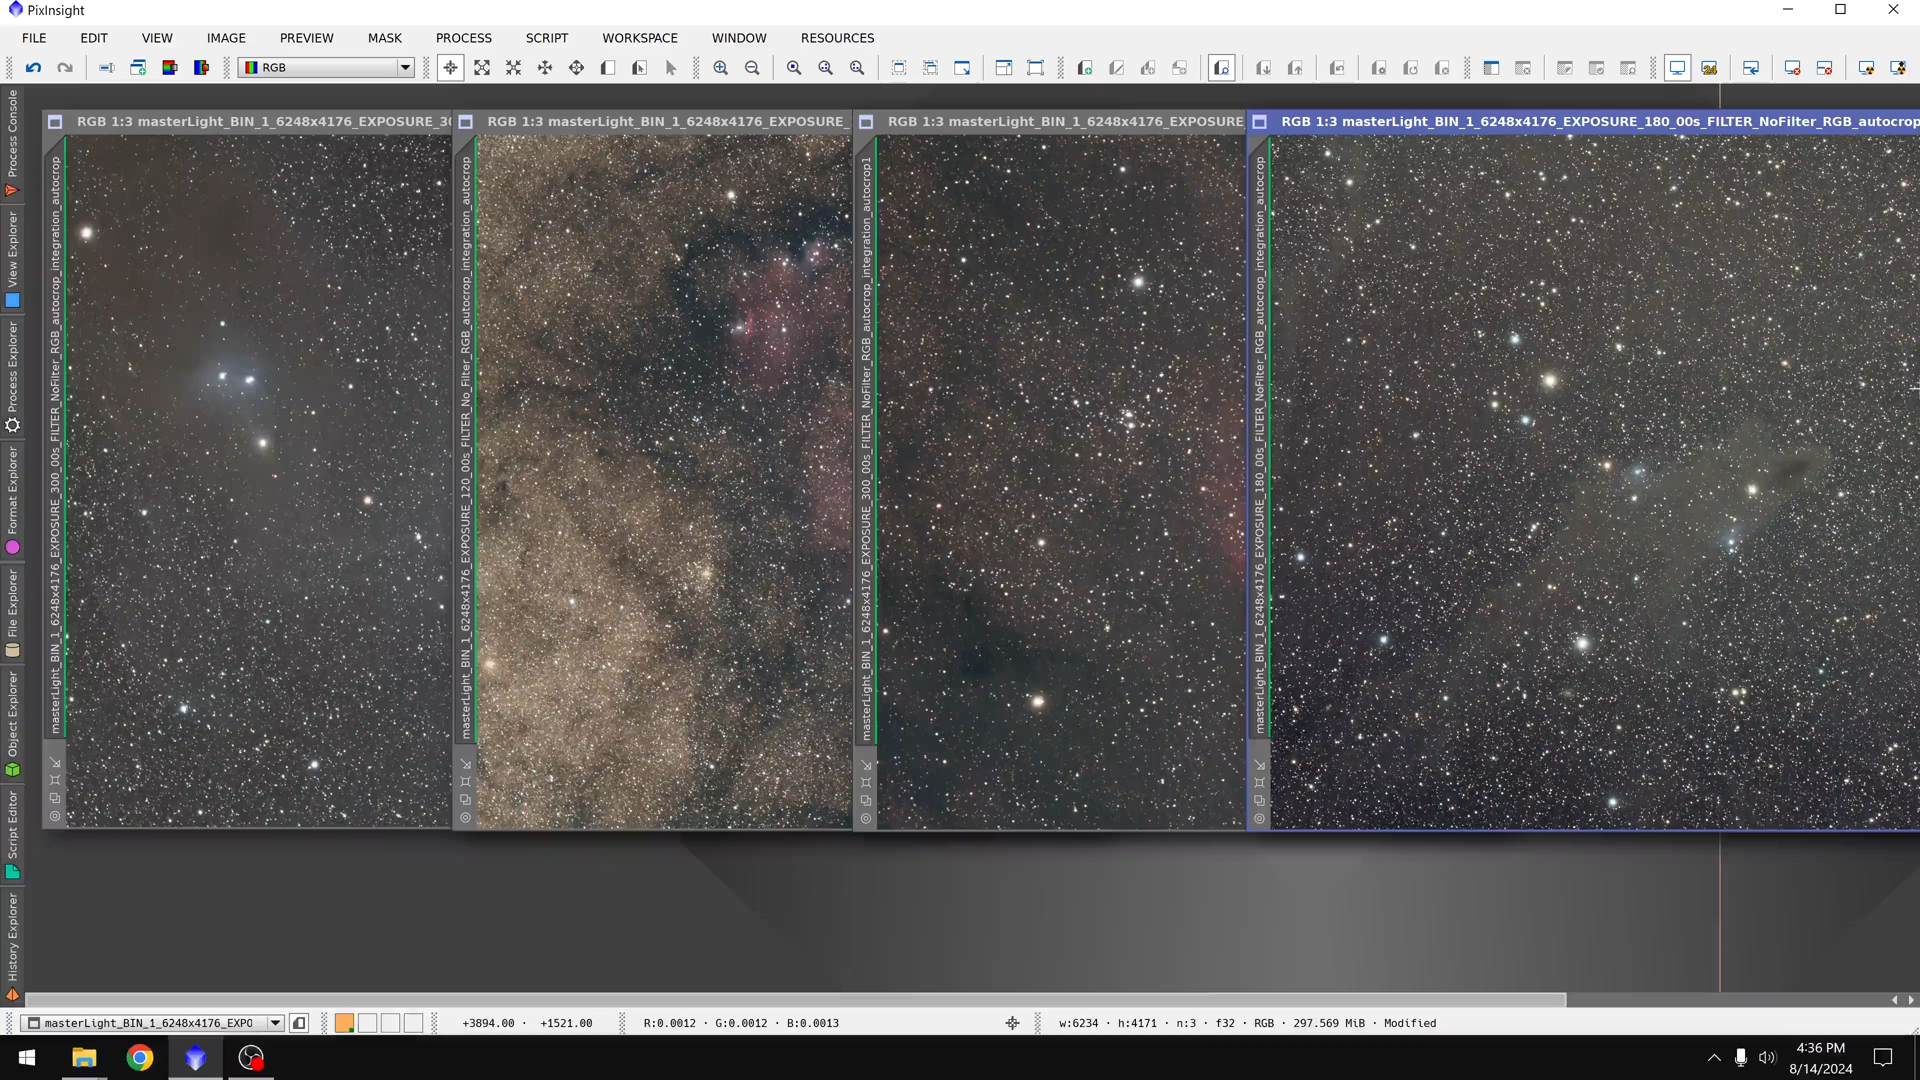 PixInsight
FILE EDIT VIEW IMAGE PREVIEW MASK PROCESS SCRIPT WORKSPACE WINDOW RESOURCES
RGB
24
RGB 1:3 masterLight_BIN_1_6248x4176_EXPOSURE_30
RGB 1:3 masterLight_BIN_1_6248x4176_EXPOSURE_
RGB 1:3 masterLight_BIN_1_6248x4176_EXPOSURE
RGB 1:3 masterLight_BIN_1_6248x4176_EXPOSURE_180_00s_FILTER_NoFilter_RGB_autocrop
Process Console
View Explorer
Process Explorer
Format Explorer
File Explorer
Object Explorer
Script Editor
History Explorer
masterLight_BIN_1_6248x4176_EXPOSURE_300_00s_FILTER_NoFilter_RGB_autocrop_integration_autocrop
masterLight_BIN_1_6248x4176_EXPOSURE_120_00s_FILTER_No_Filter_RGB_autocrop_integration_autocrop
masterLight_BIN_1_6248x4176_EXPOSURE_300_00s_FILTER_NoFilter_RGB_autocrop_integration_autocrop1
masterLight_BIN_1_6248x4176_EXPOSURE_180_00s_FILTER_NoFilter_RGB_autocrop_integration_autocrop
masterLight_BIN_1_6248x4176_EXPO
+3894.00 · +1521.00
R:0.0012 · G:0.0012 · B:0.0013
w:6234 · h:4171 · n:3 · f32 · RGB · 297.569 MiB · Modified
4:36 PM
8/14/2024